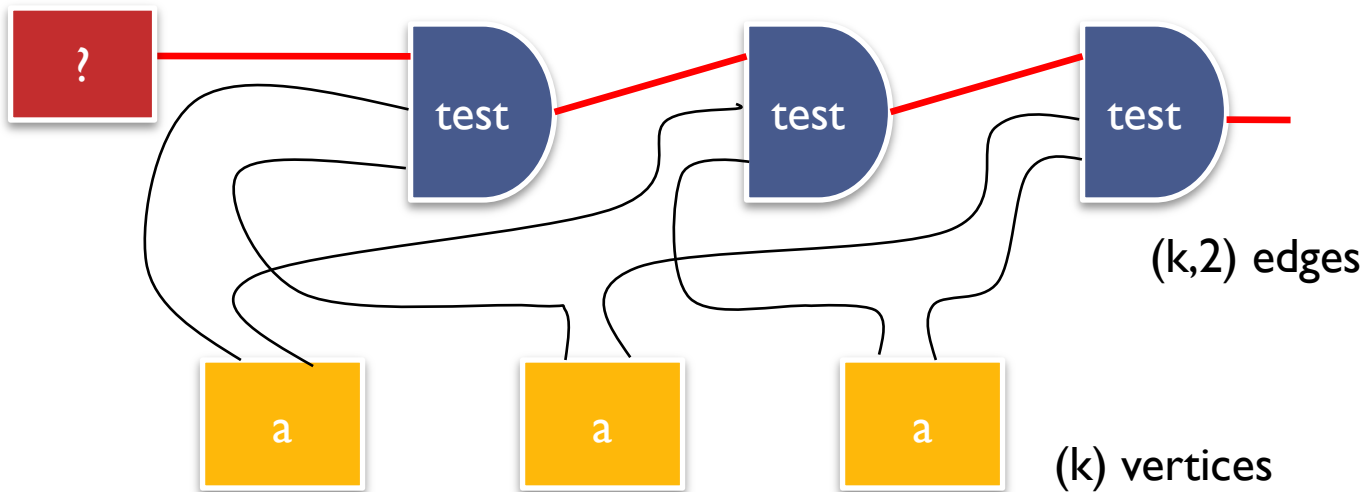 ?
test
test
test
(k,2) edges
a
a
a
(k) vertices